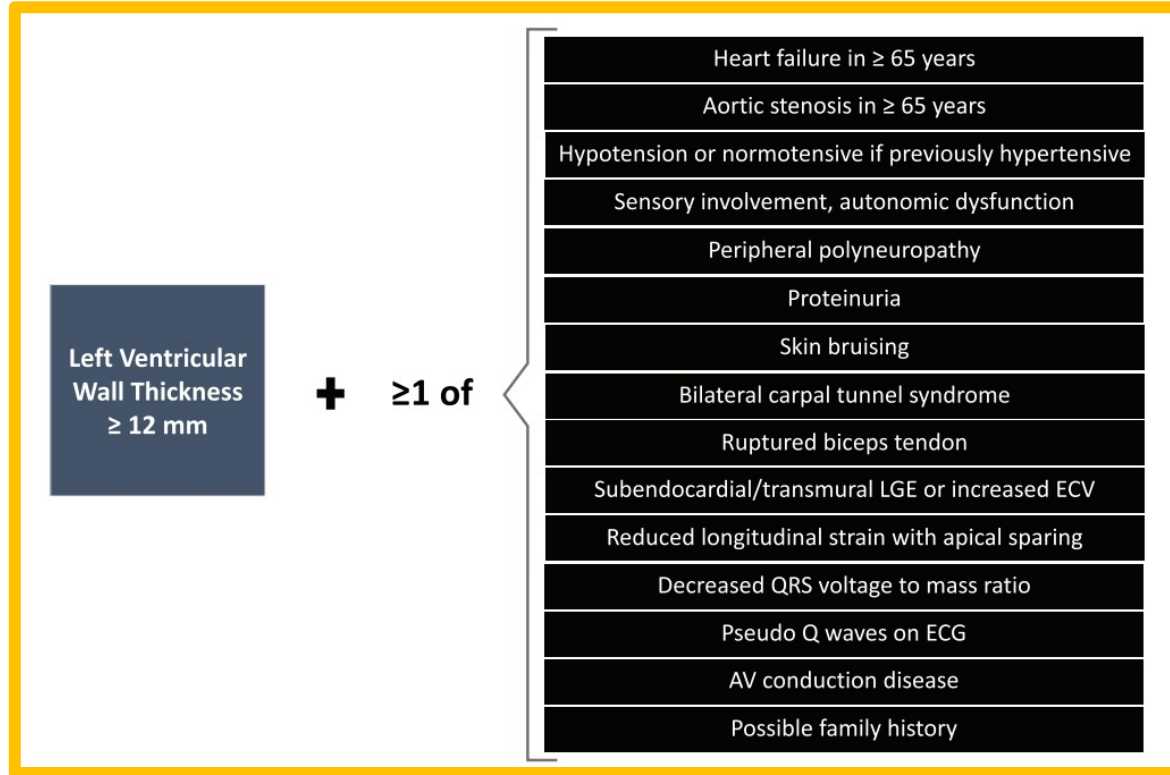 Left Ventricular
Wall Thickness
≥ 12 mm
+
≥1 of
Heart failure in ≥ 65 years
Aortic stenosis in ≥ 65 years
Hypotension or normotensive if previously hypertensive
Sensory involvement, autonomic dysfunction
Peripheral polyneuropathy
Proteinuria
Skin bruising
Bilateral carpal tunnel syndrome
Ruptured biceps tendon
Subendocardial/transmural LGE or increased ECV
Reduced longitudinal strain with apical sparing
Decreased QRS voltage to mass ratio
Pseudo Q waves on ECG
AV conduction disease
Possible family history